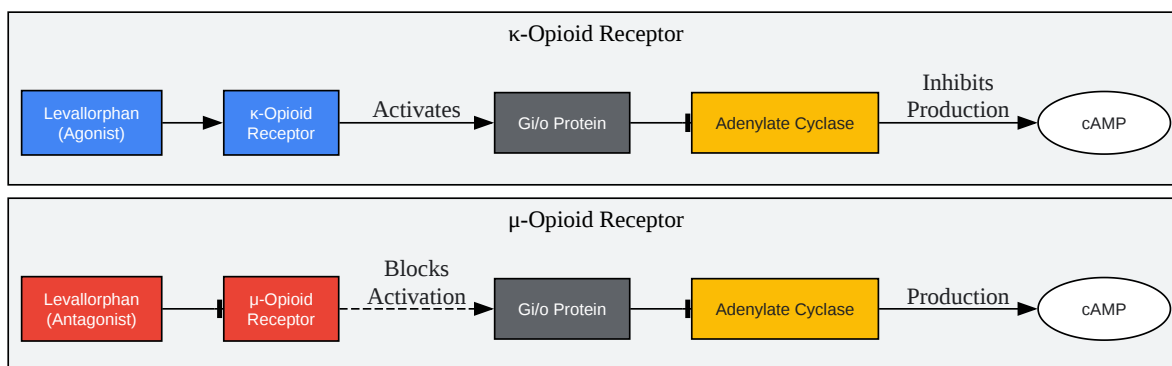 κ-Opioid Receptor
Levallorphan
(Agonist)
κ-Opioid
Receptor
Activates
Gi/o Protein
Adenylate Cyclase
Inhibits
Production
cAMP
μ-Opioid Receptor
Levallorphan
(Antagonist)
μ-Opioid
Receptor
Blocks
Activation
Gi/o Protein
Adenylate Cyclase
Production
cAMP